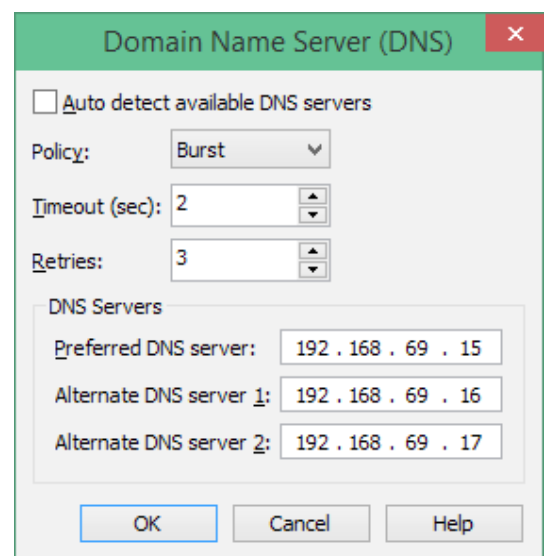 Domain Name Server (DNS)
Auto detect available DNS servers
Policy: Burst
Timeout (sec): 2
Retries: 3
DNS Servers
Preferred DNS server: 192 . 168 . 69 . 15
Alternate DNS server 1: 192 . 168 . 69 . 16
Alternate DNS server 2: 192 . 168 . 69 . 17
OK Cancel Help